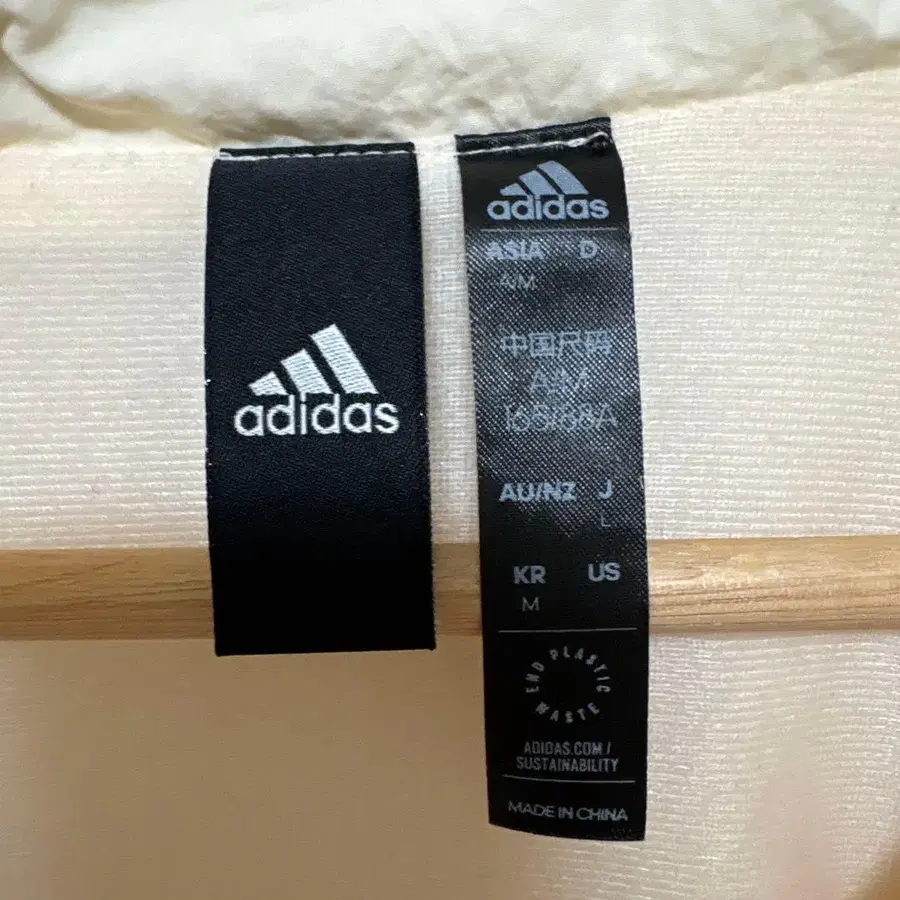 adidas
adidas
ASIA D
A/M
中国尺码
A/M
165/88A
AU/NZ J
L
KR US
M
END PLASTIC WASTE
ADIDAS.COM/
SUSTAINABILITY
MADE IN CHINA